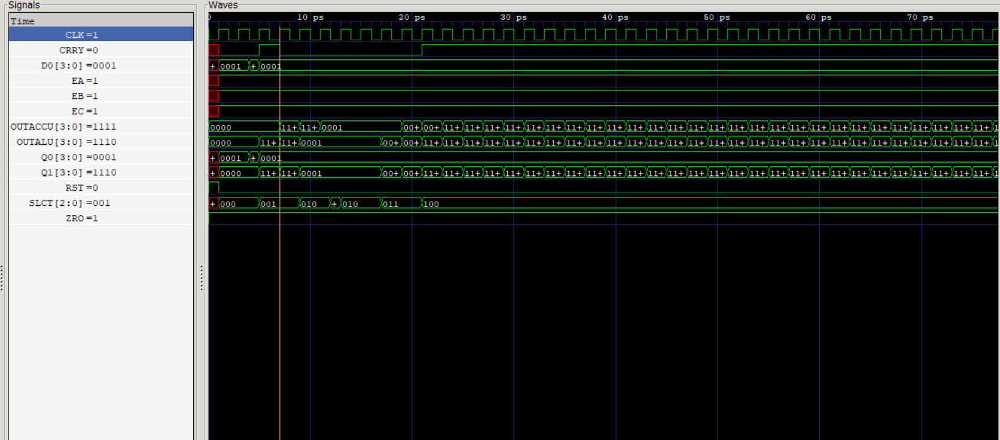 Signals
Waves
Time
0 10 ps 20 ps 30 ps 40 ps 50 ps 60 ps 70 ps
CLK =1
CRRY =0
D0[3:0] =0001 + 0001 + 0001
EA =1
EB =1
EC =1
OUTACCU[3:0] =1111 0000 11+ 11+ 0001 00+ 00+ 11+ 11+ 11+ 11+ 11+ 11+ 11+ 11+ 11+ 11+ 11+ 11+ 11+ 11+ 11+ 11+ 11+ 11+ 11+ 11+ 11+ 11+ 11+ 11+ 11+ 11+ 11+ 1
OUTALU[3:0] =1110 0000 11+ 11+ 0001 00+ 00+ 11+ 11+ 11+ 11+ 11+ 11+ 11+ 11+ 11+ 11+ 11+ 11+ 11+ 11+ 11+ 11+ 11+ 11+ 11+ 11+ 11+ 11+ 11+ 11+ 11+ 11+ 11+ 11+ 1
Q0[3:0] =0001 + 0001 + 0001
Q1[3:0] =1110 + 0000 11+ 11+ 0001 00+ 00+ 11+ 11+ 11+ 11+ 11+ 11+ 11+ 11+ 11+ 11+ 11+ 11+ 11+ 11+ 11+ 11+ 11+ 11+ 11+ 11+ 11+ 11+ 11+ 11+ 11+ 11+ 11+ 11+ 1
RST =0
SLCT[2:0] =001 + 000 001 010 + 010 011 100
ZRO =1